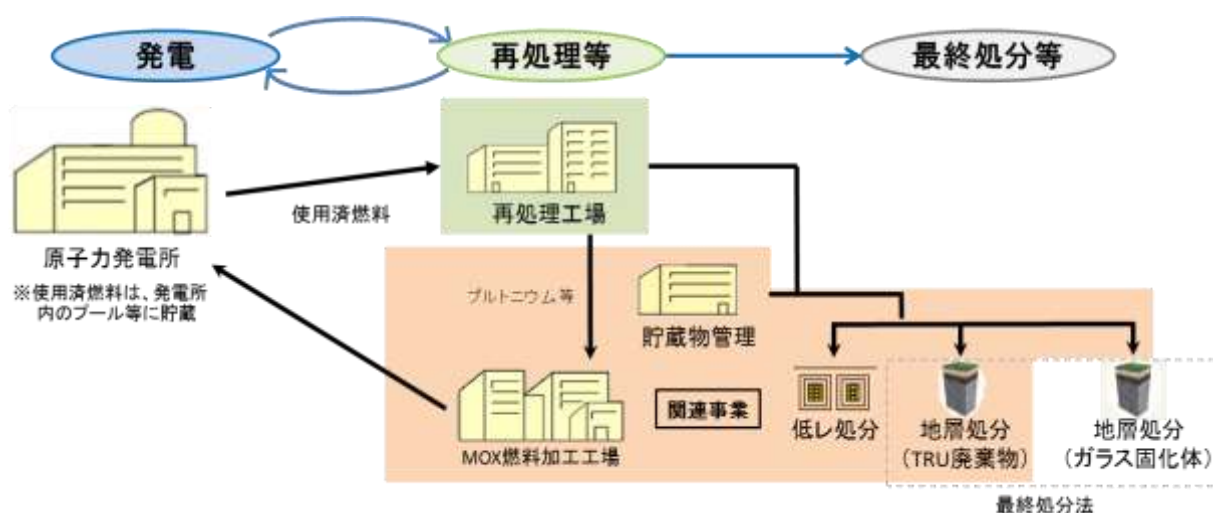 発電
再処理等
最終処分等
再処理工場
使用済燃料
原子力発電所
※使用済燃料は、発電所
内のプール等に貯蔵
プルトニウム等
貯蔵物管理
関連事業
MOX燃料加工工場
低レ処分
地層処分
（TRU廃棄物）
地層処分
（ガラス固化体）
最終処分法